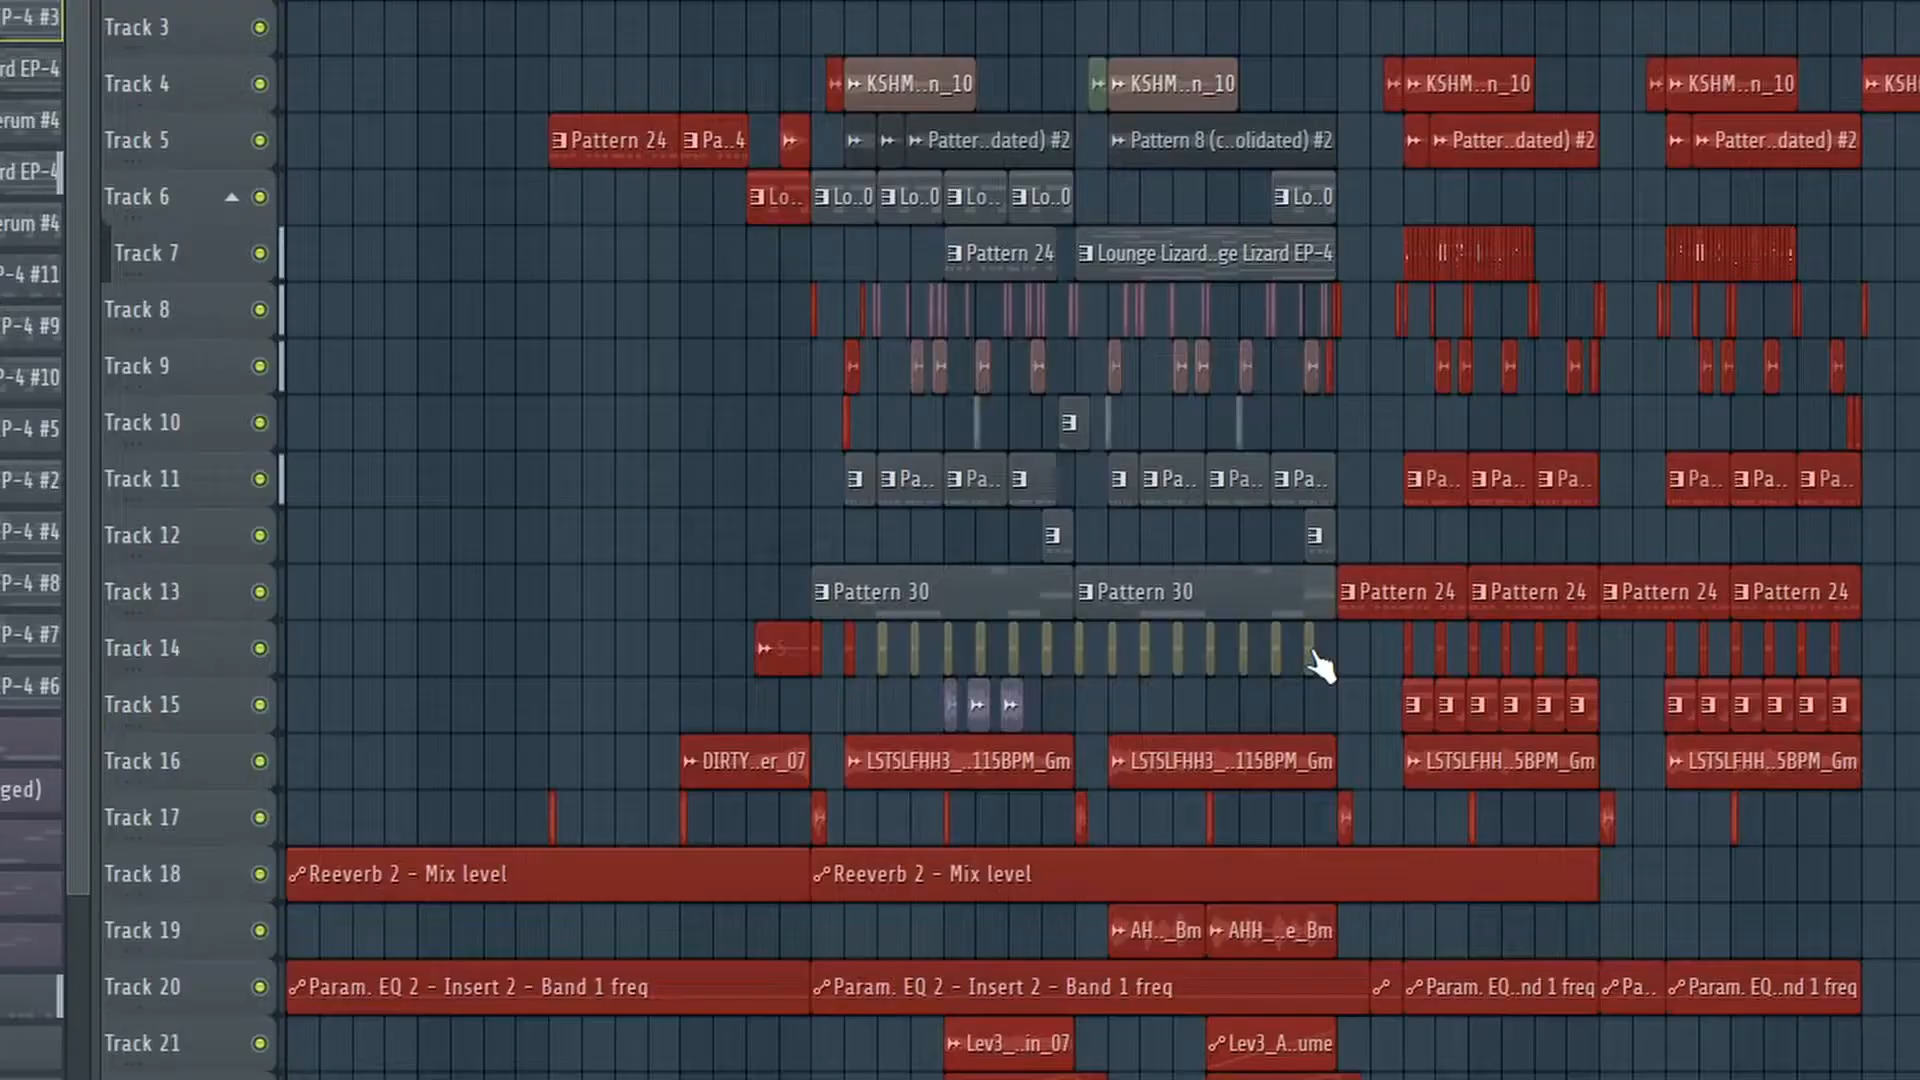 P-4 #3
rd EP-4
erum #4
rd EP-4
erum #4
P-4 #11
P-4 #9
P-4 #10
P-4 #5
P-4 #2
P-4 #4
P-4 #8
P-4 #7
P-4 #6
ged)
Track 3
Track 4 KSHM..n_10 KSHM..n_10 KSHM..n_10 KSHM..n_10 KSH
Track 5 Pattern 24 Pa..4 Patter..dated) #2 Pattern 8 (c..olidated) #2 Patter..dated) #2 Patter..dated) #2
Track 6 Lo.. Lo..0 Lo..0 Lo.. Lo..0 Lo..0
Track 7 Pattern 24 Lounge Lizard..ge Lizard EP-4
Track 8
Track 9
Track 10
Track 11 Pa.. Pa.. Pa.. Pa.. Pa.. Pa.. Pa.. Pa.. Pa.. Pa.. Pa..
Track 12
Track 13 Pattern 30 Pattern 30 Pattern 24 Pattern 24 Pattern 24 Pattern 24
Track 14 S
Track 15
Track 16 DIRTY..er_07 LSTSLFHH3_..115BPM_Gm LSTSLFHH3_..115BPM_Gm LSTSLFHH..5BPM_Gm LSTSLFHH..5BPM_Gm
Track 17
Track 18 Reeverb 2 - Mix level Reeverb 2 - Mix level
Track 19 AH.._Bm AHH_..e_Bm
Track 20 Param. EQ 2 - Insert 2 - Band 1 freq Param. EQ 2 - Insert 2 - Band 1 freq Param. EQ..nd 1 freq Pa.. Param. EQ..nd 1 freq
Track 21 Lev3_..in_07 Lev3_A..ume